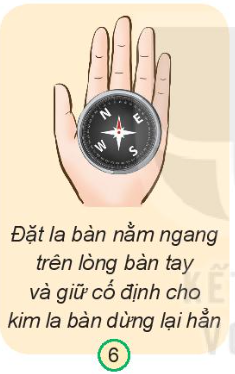 N
E
W
S
Đặt la bàn nằm ngang
trên lòng bàn tay
và giữ cố định cho
kim la bàn dừng lại hẳn
6